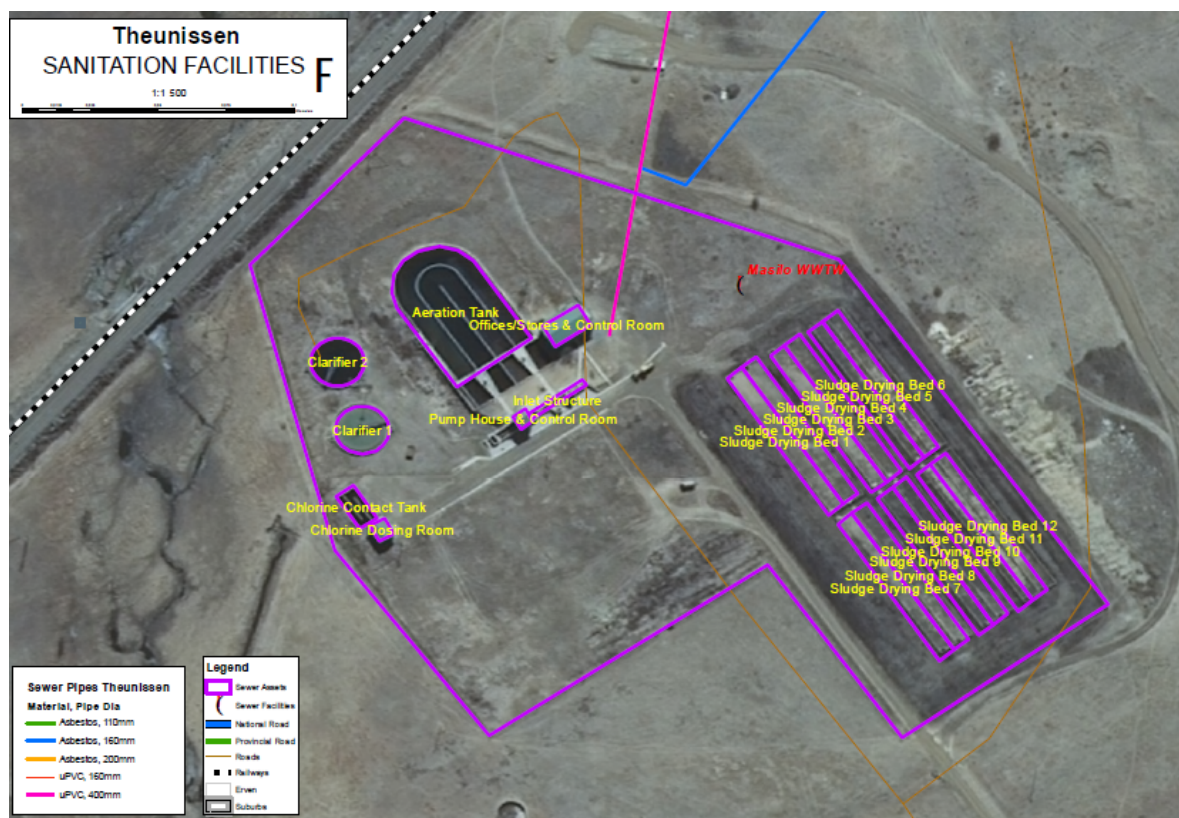 Theunissen
SANITATION FACILITIES
F
1:1 500
Masilo WWTW
Aeration Tank
Offices/Stores & Control Room
Clarifier 2
Inlet Structure
Pump House & Control Room
Clarifier 1
Chlorine Contact Tank
Chlorine Dosing Room
Sludge Drying Bed 6
Sludge Drying Bed 5
Sludge Drying Bed 4
Sludge Drying Bed 3
Sludge Drying Bed 2
Sludge Drying Bed 1
Sludge Drying Bed 12
Sludge Drying Bed 11
Sludge Drying Bed 10
Sludge Drying Bed 9
Sludge Drying Bed 8
Sludge Drying Bed 7
Sewer Pipes Theunissen
Material, Pipe Dia
Asbestos, 110mm
Asbestos, 160mm
Asbestos, 200mm
uPVC, 160mm
uPVC, 400mm
Legend
Sewer Assets
Sewer Facilities
National Road
Provincial Road
Roads
Railways
Erven
Suburbs